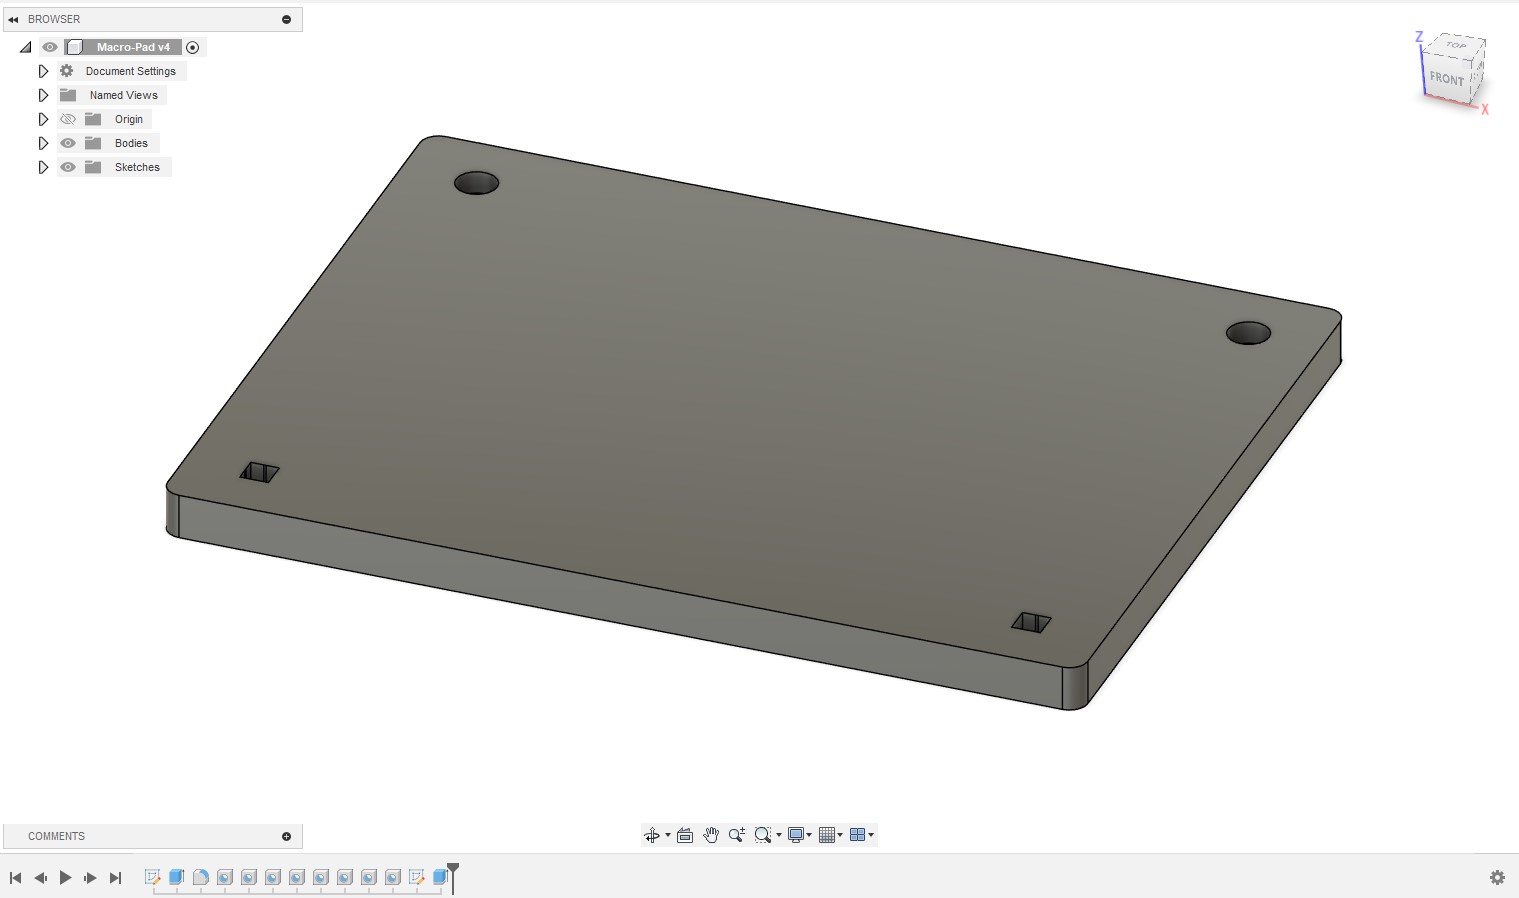 BROWSER
Macro-Pad v4
Document Settings
Named Views
Origin
Bodies
Sketches
Z
TOP
FRONT
X
COMMENTS